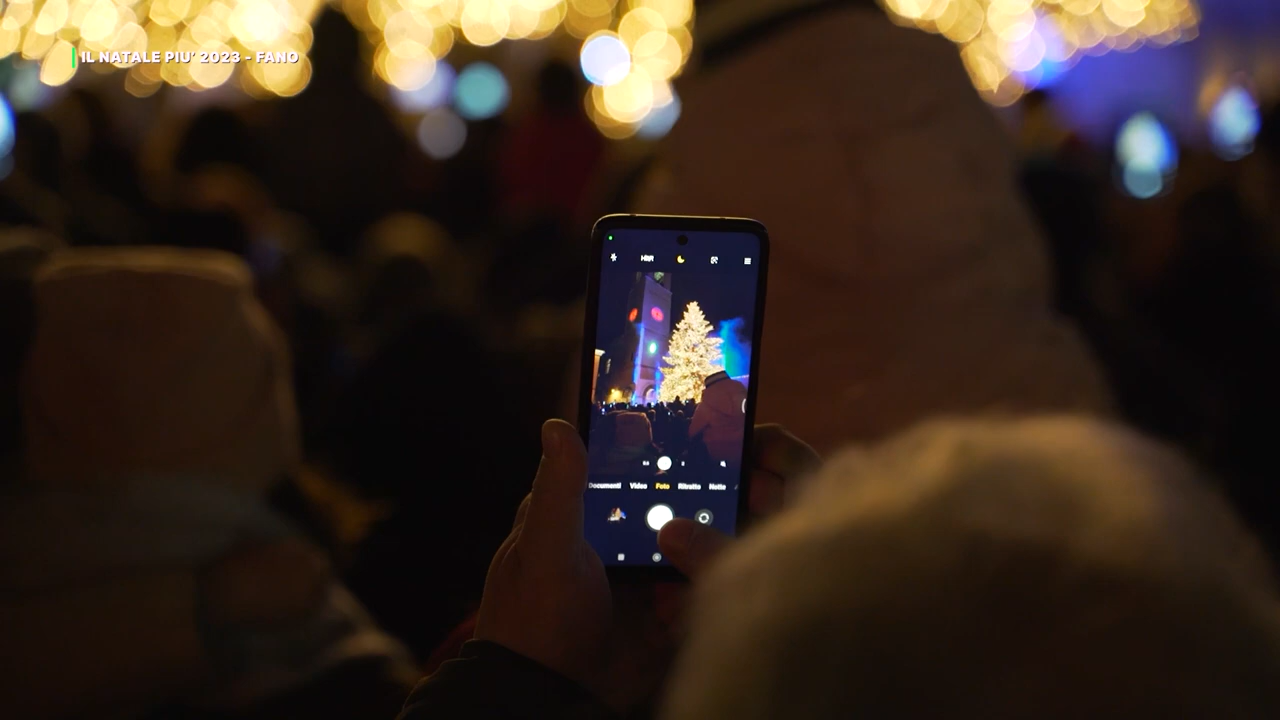 IL NATALE PIU' 2023 - FANO
HDR
Documenti Video Foto Ritratto Notte